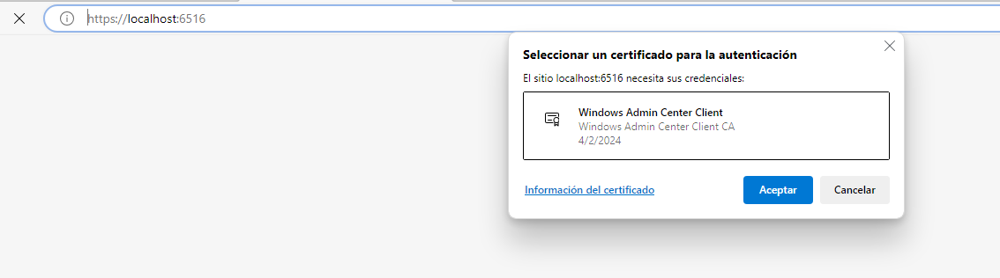 https://localhost:6516
Seleccionar un certificado para la autenticación
El sitio localhost:6516 necesita sus credenciales:
Windows Admin Center Client
Windows Admin Center Client CA
4/2/2024
Información del certificado
Aceptar
Cancelar